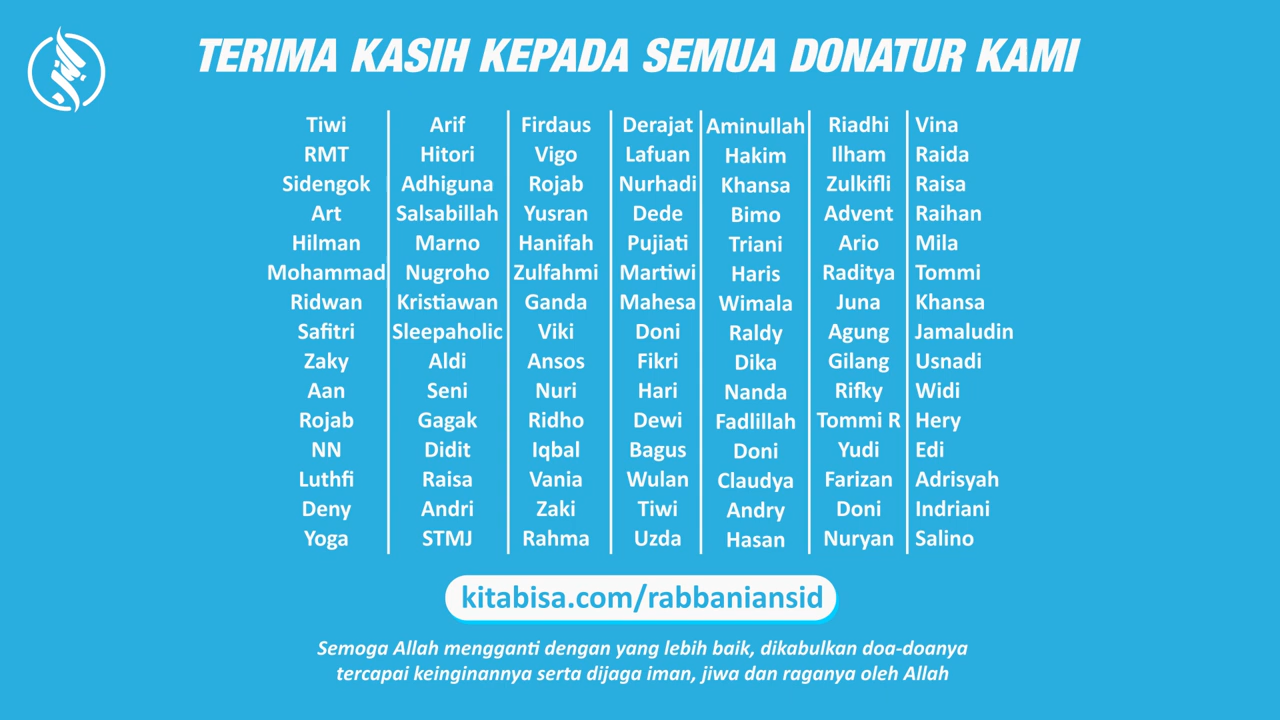 TERIMA KASIH KEPADA SEMUA DONATUR KAMI
Tiwi
RMT
Sidengok
Art
Hilman
Mohammad
Ridwan
Safitri
Zaky
Aan
Rojab
NN
Luthfi
Deny
Yoga
Arif
Hitori
Adhiguna
Salsabillah
Marno
Nugroho
Kristiawan
Sleepaholic
Aldi
Seni
Gagak
Didit
Raisa
Andri
STMJ
Firdaus
Vigo
Rojab
Yusran
Hanifah
Zulfahmi
Ganda
Viki
Ansos
Nuri
Ridho
Iqbal
Vania
Zaki
Rahma
Derajat
Lafuan
Nurhadi
Dede
Pujiati
Martiwi
Mahesa
Doni
Fikri
Hari
Dewi
Bagus
Wulan
Tiwi
Uzda
Aminullah
Hakim
Khansa
Bimo
Triani
Haris
Wimala
Raldy
Dika
Nanda
Fadlillah
Doni
Claudya
Andry
Hasan
Riadhi
Ilham
Zulkifli
Advent
Ario
Raditya
Juna
Agung
Gilang
Rifky
Tommi R
Yudi
Farizan
Doni
Nuryan
Vina
Raida
Raisa
Raihan
Mila
Tommi
Khansa
Jamaludin
Usnadi
Widi
Hery
Edi
Adrisyah
Indriani
Salino
kitabisa.com/rabbaniansid
Semoga Allah mengganti dengan yang lebih baik, dikabulkan doa-doanya
tercapai keinginannya serta dijaga iman, jiwa dan raganya oleh Allah